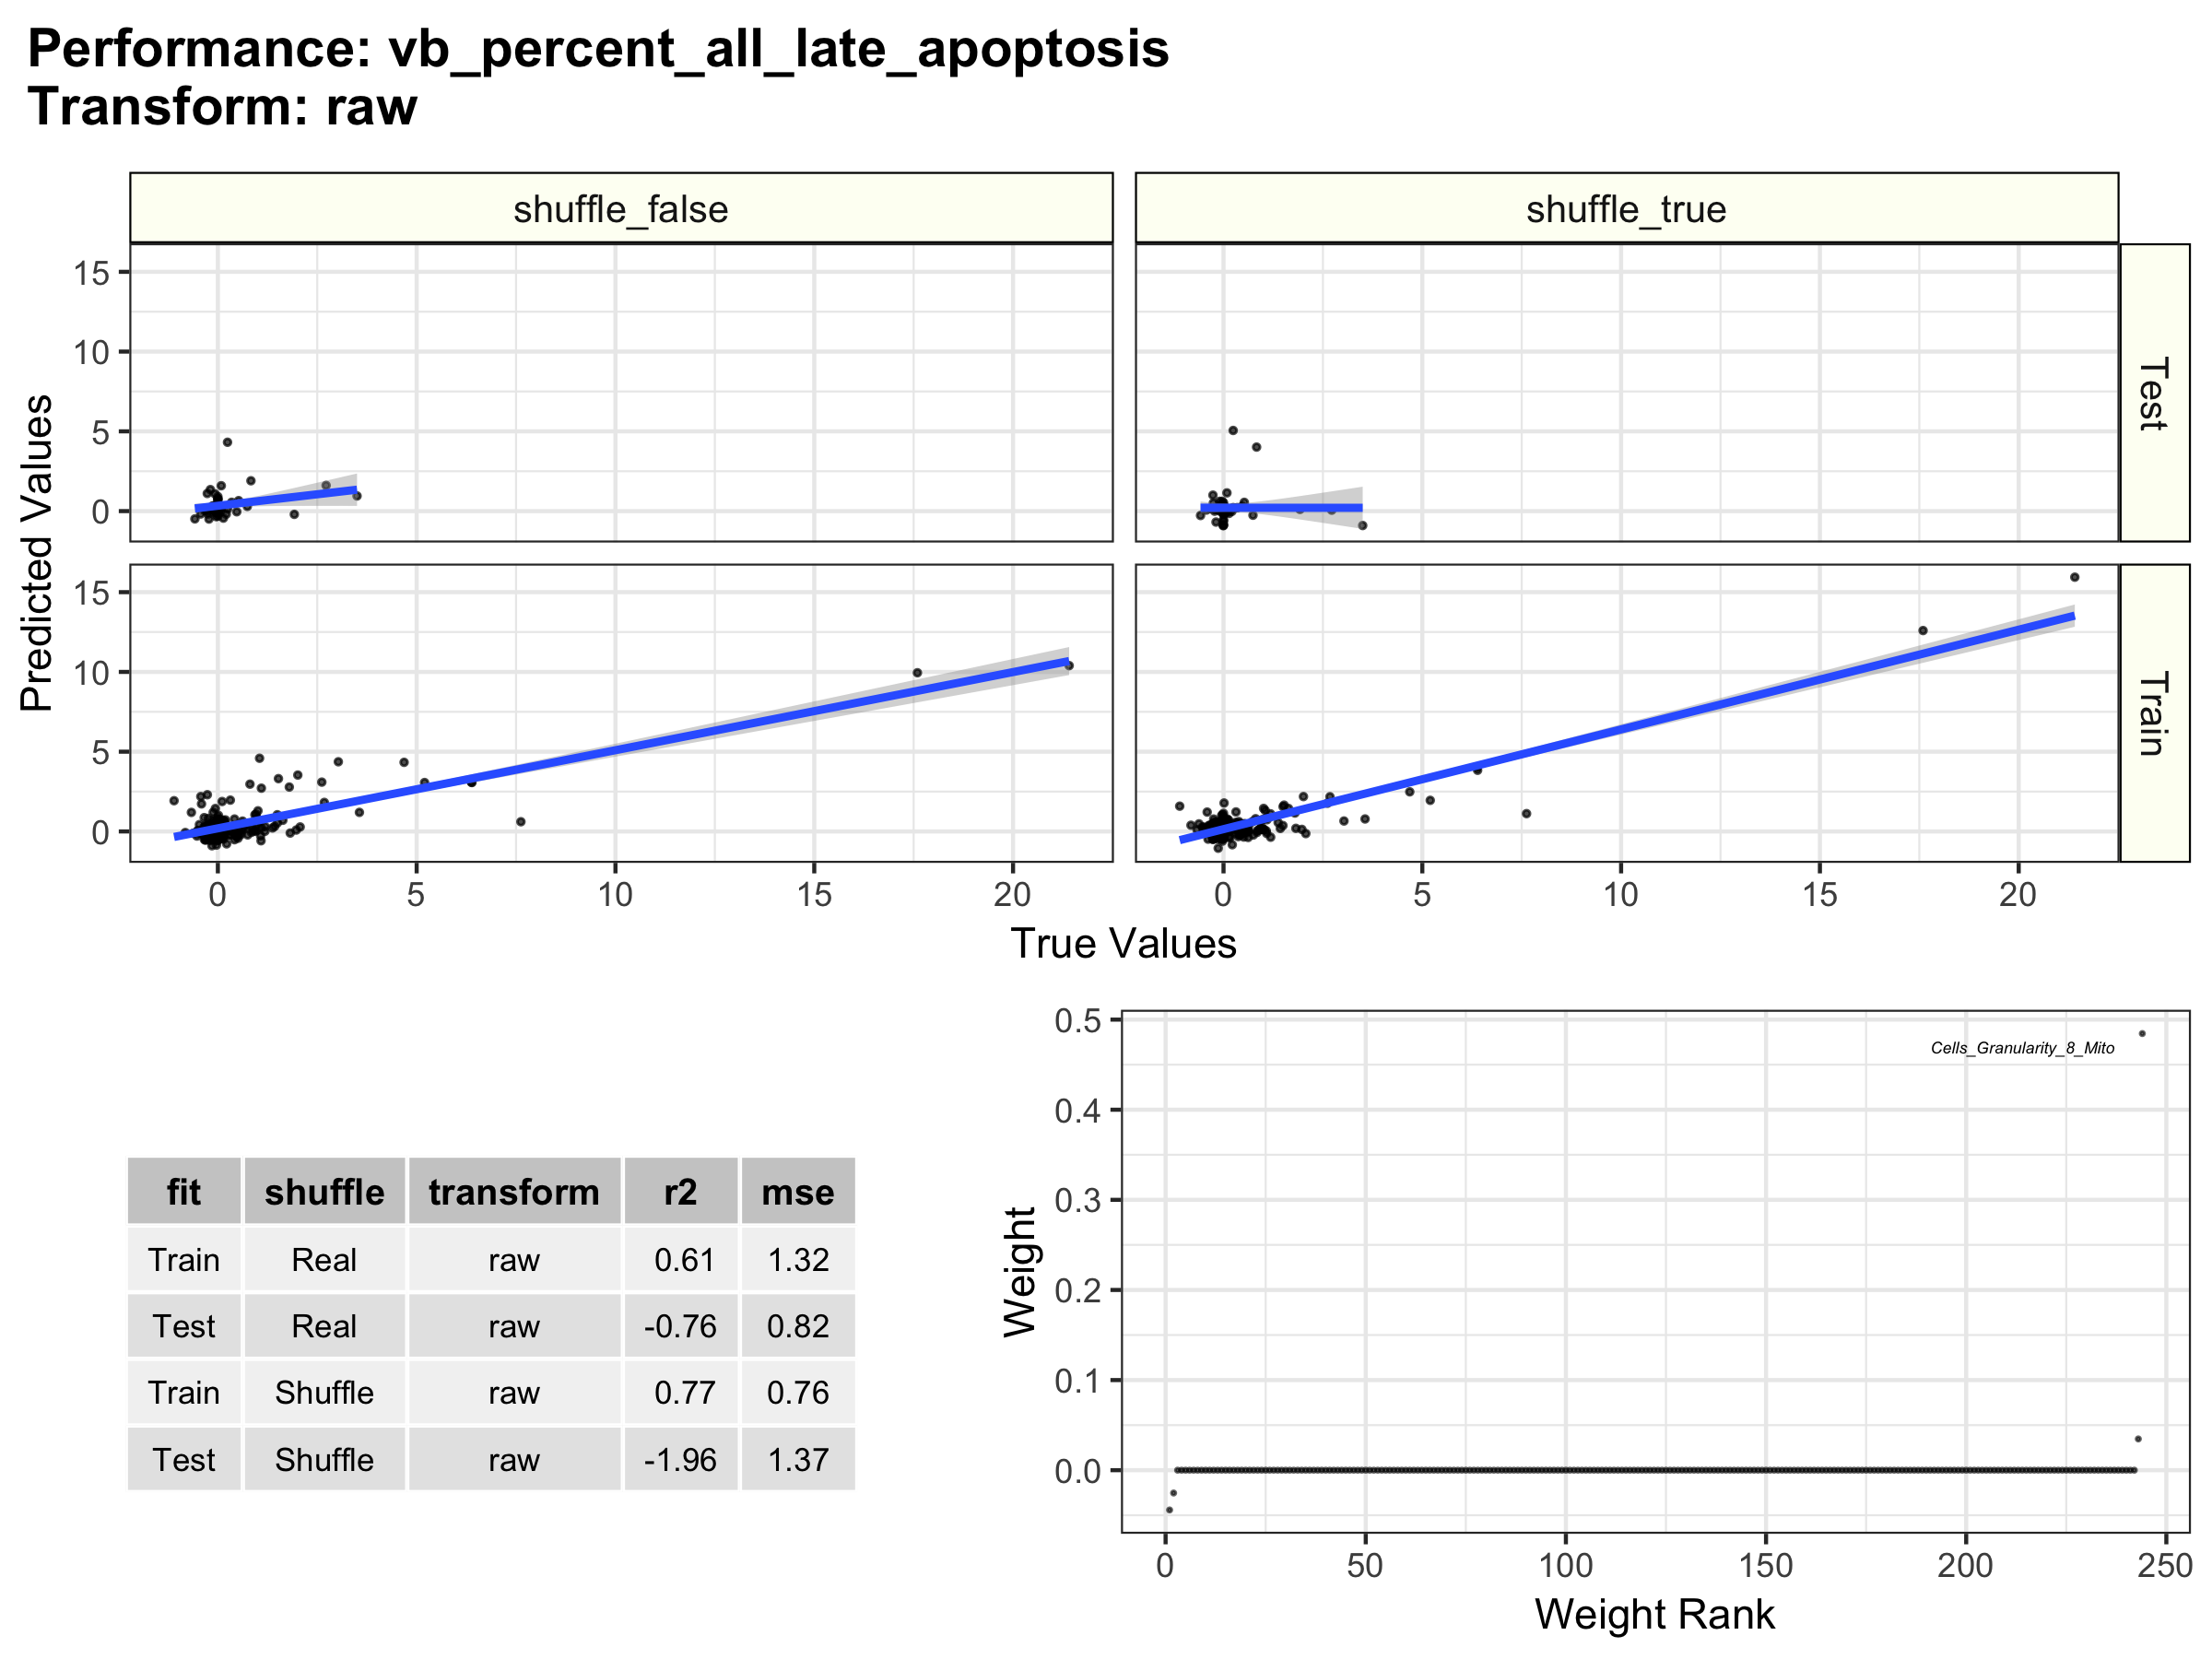 Performance: vb_percent_all_late_apoptosis
Transform: raw
shuffle_false
shuffle_true
15
10
5
0
Test
Predicted Values
15
10
5
0
Train
0 5 10 15 20
0 5 10 15 20
True Values
fit shuffle transform r2 mse
Train Real raw 0.61 1.32
Test Real raw -0.76 0.82
Train Shuffle raw 0.77 0.76
Test Shuffle raw -1.96 1.37
0.5
0.4
0.3
0.2
0.1
0.0
Weight
Cells_Granularity_8_Mito
0 50 100 150 200 250
Weight Rank